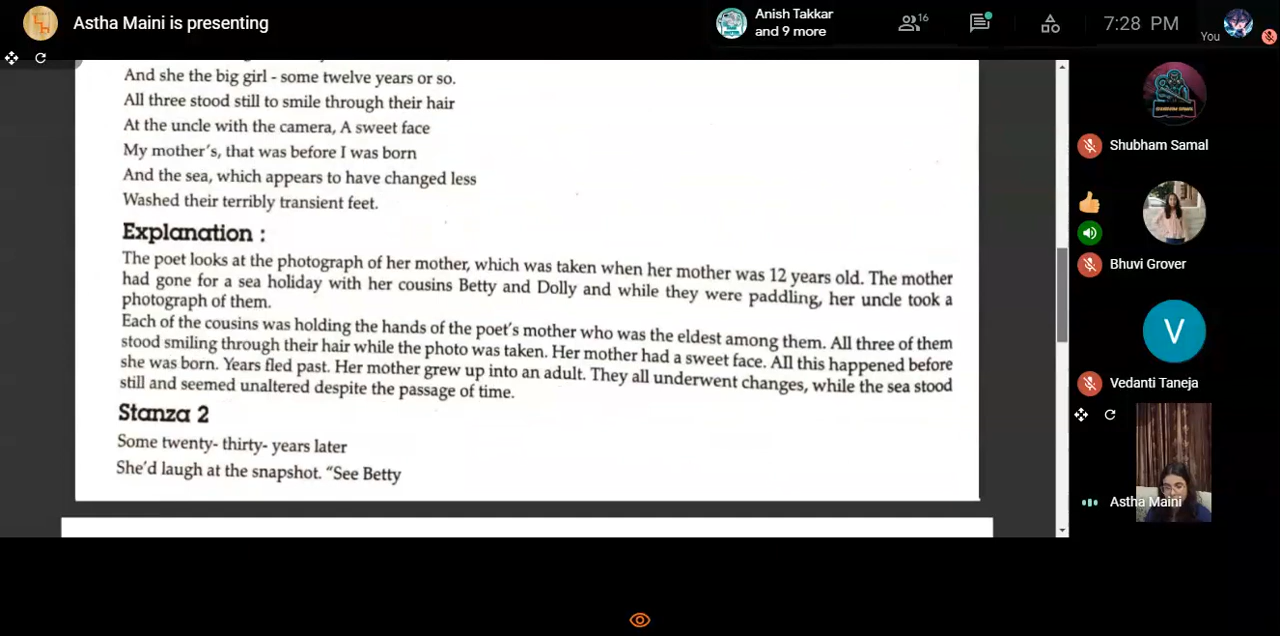 Astha Maini is presenting
Anish Takkar
and 9 more
16
7:28 PM
You
And she the big girl - some twelve years or so.
All three stood still to smile through their hair
At the uncle with the camera, A sweet face
My mother's, that was before I was born
And the sea, which appears to have changed less
Washed their terribly transient feet.
Explanation :
The poet looks at the photograph of her mother, which was taken when her mother was 12 years old. The mother
had gone for a sea holiday with her cousins Betty and Dolly and while they were paddling, her uncle took a
photograph of them.
Each of the cousins was holding the hands of the poet's mother who was the eldest among them. All three of them
stood smiling through their hair while the photo was taken. Her mother had a sweet face. All this happened before
she was born. Years fled past. Her mother grew up into an adult. They all underwent changes, while the sea stood
still and seemed unaltered despite the passage of time.
Stanza 2
Some twenty- thirty- years later
She'd laugh at the snapshot. “See Betty
Shubham Samal
Bhuvi Grover
V
Vedanti Taneja
Astha Maini